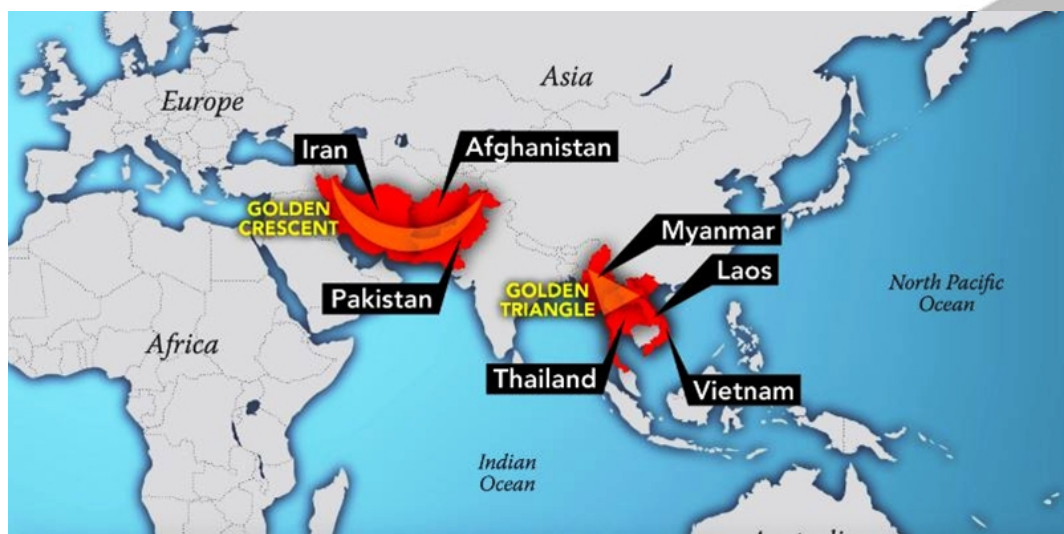 Asia
Europe
Iran
Afghanistan
GOLDEN
CRESCENT
Myanmar
Laos
Pakistan
GOLDEN
TRIANGLE
North Pacific
Ocean
Africa
Thailand
Vietnam
Indian
Ocean